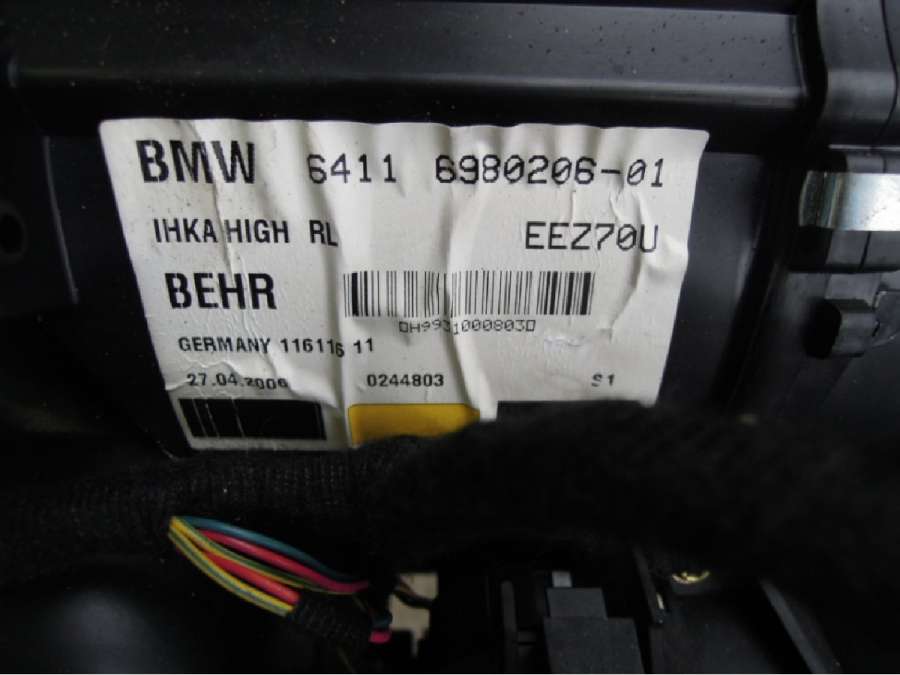 BMW 6411 6980206-01
IHKA HIGH RL EEZ70U
BEHR
GERMANY 116116 11
27.04.2006 0244803 S1